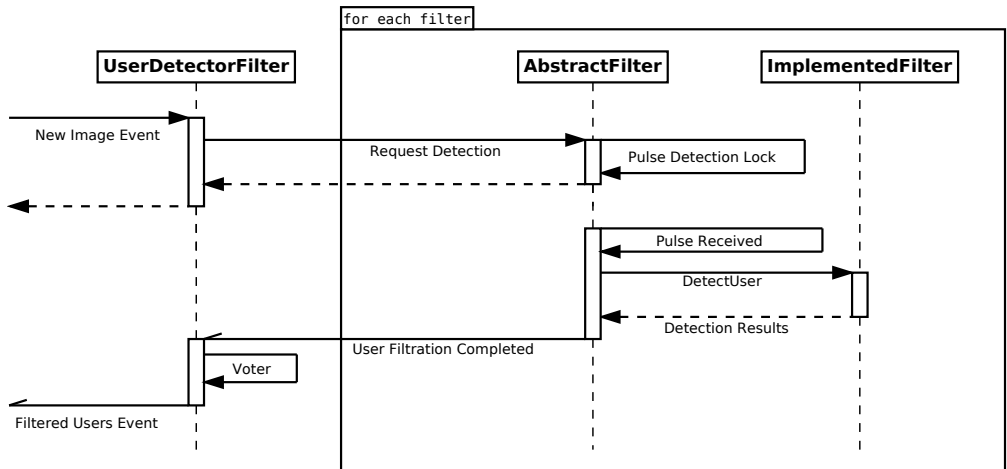 for each filter
UserDetectorFilter
AbstractFilter
ImplementedFilter
New Image Event
Request Detection
Pulse Detection Lock
Pulse Received
DetectUser
Detection Results
User Filtration Completed
Voter
Filtered Users Event